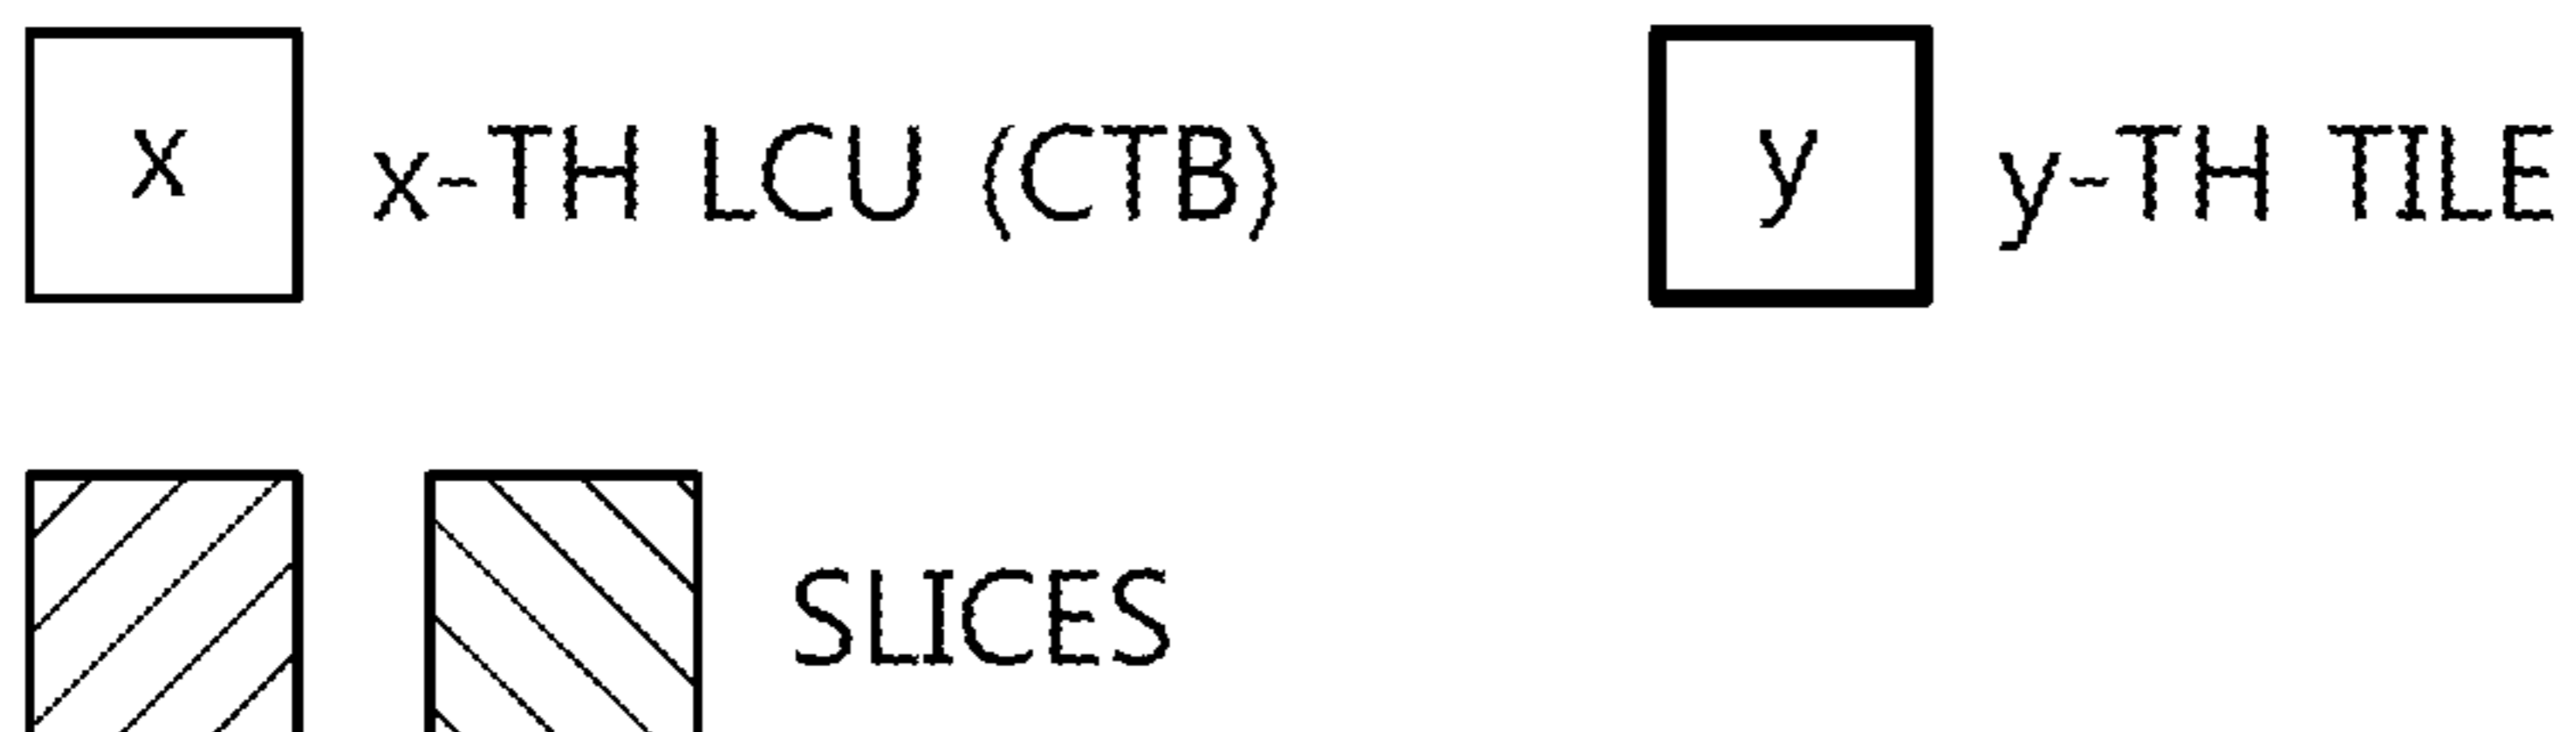 x x-TH LCU (CTB) y y-TH TILE
SLICES